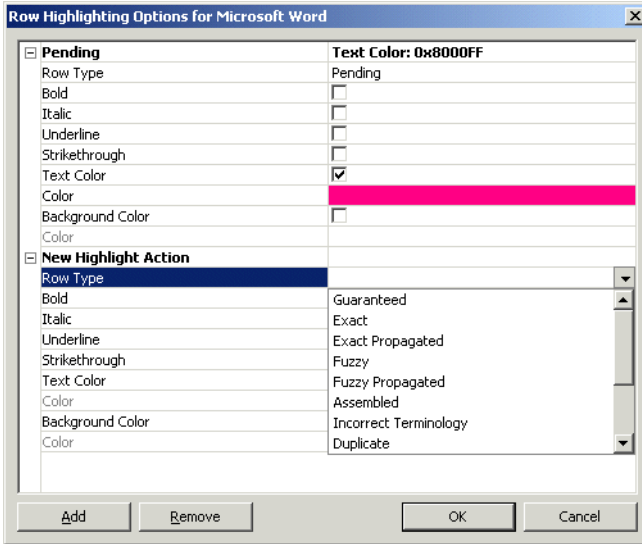 Row Highlighting Options for Microsoft Word
Pending Text Color: 0x8000FF
Row Type Pending
Bold
Italic
Underline
Strikethrough
Text Color
Color
Background Color
Color
New Highlight Action
Row Type
Bold Guaranteed
Italic Exact
Underline Exact Propagated
Strikethrough Fuzzy
Text Color Fuzzy Propagated
Color Assembled
Background Color Incorrect Terminology
Color Duplicate
Add Remove OK Cancel